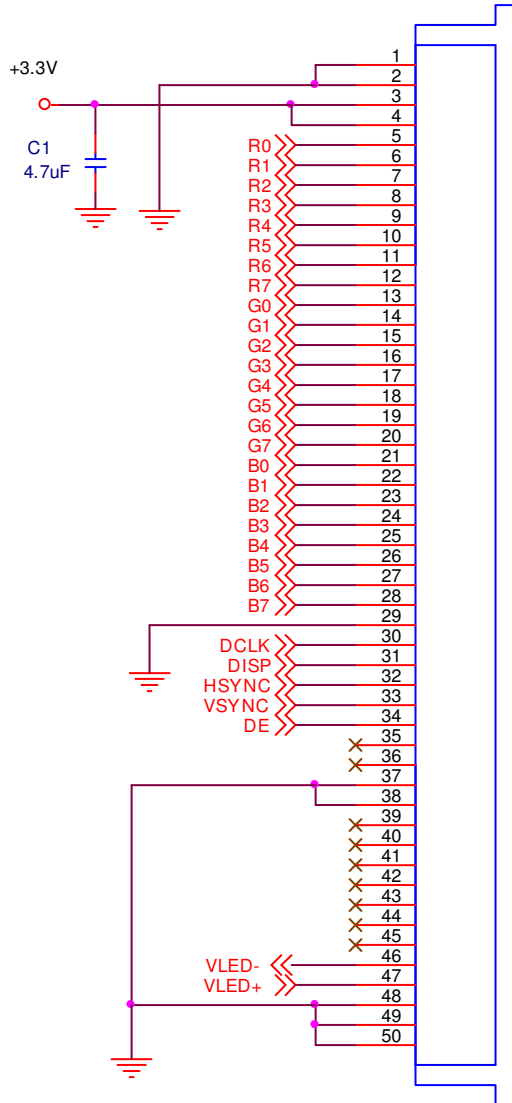 1
2
+3.3V
3
4
C1
4.7uF
R0 5
R1 6
R2 7
R3 8
R4 9
R5 10
R6 11
R7 12
G0 13
G1 14
G2 15
G3 16
G4 17
G5 18
G6 19
G7 20
B0 21
B1 22
B2 23
B3 24
B4 25
B5 26
B6 27
B7 28
29
DCLK 30
DISP 31
HSYNC 32
VSYNC 33
DE 34
35
36
37
38
39
40
41
42
43
44
45
VLED- 46
VLED+ 47
48
49
50